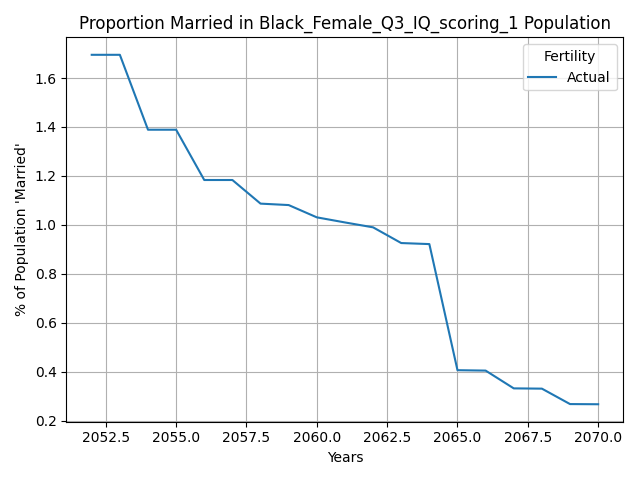 Proportion Married in Black_Female_Q3_IQ_scoring_1 Population
Fertility
Actual
% of Population 'Married'
1.6
1.4
1.2
1.0
0.8
0.6
0.4
0.2
2052.5 2055.0 2057.5 2060.0 2062.5 2065.0 2067.5 2070.0
Years